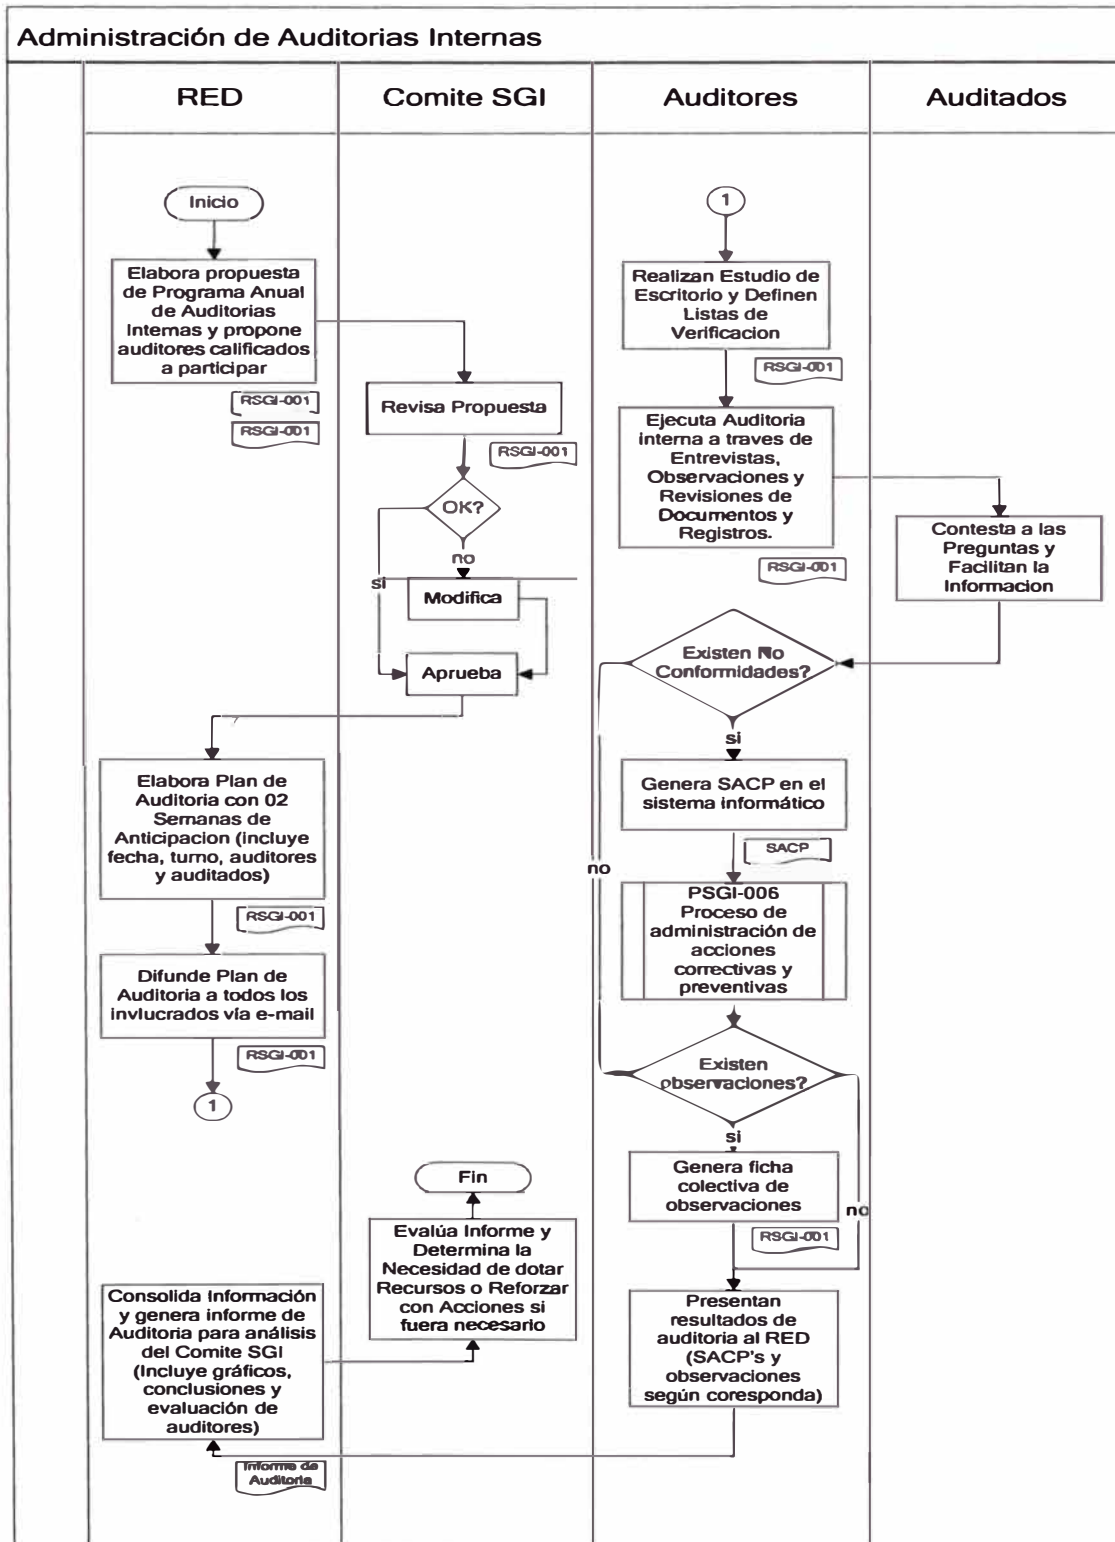 Administración de Auditorias Internas
RED
Comite SGI
Auditores
Auditados
Inicio
Elabora propuesta
de Programa Anual
de Auditorias
Internas y propone
auditores calificados
a participar
RSGI-001
RSGI-001
Revisa Propuesta
RSGI-001
OK?
no
si
Modifica
Aprueba
Elabora Plan de
Auditoria con 02
Semanas de
Anticipacion (incluye
fecha, turno, auditores
y auditados)
RSGI-001
Difunde Plan de
Auditoria a todos los
invlucrados vía e-mail
RSGI-001
1
1
Realizan Estudio de
Escritorio y Definen
Listas de
Verificacion
RSGI-001
Ejecuta Auditoria
interna a traves de
Entrevistas,
Observaciones y
Revisiones de
Documentos y
Registros.
RSGI-001
Contesta a las
Preguntas y
Facilitan la
Informacion
Existen No
Conformidades?
si
no
Genera SACP en el
sistema informático
SACP
PSGI-006
Proceso de
administración de
acciones
correctivas y
preventivas
Existen
observaciones?
si
no
Genera ficha
colectiva de
observaciones
RSGI-001
Presentan
resultados de
auditoria al RED
(SACP's y
observaciones
según coresponda)
Consolida Información
y genera informe de
Auditoria para análisis
del Comite SGI
(Incluye gráficos,
conclusiones y
evaluación de
auditores)
Informe de
Auditoria
Evalúa Informe y
Determina la
Necesidad de dotar
Recursos o Reforzar
con Acciones si
fuera necesario
Fin